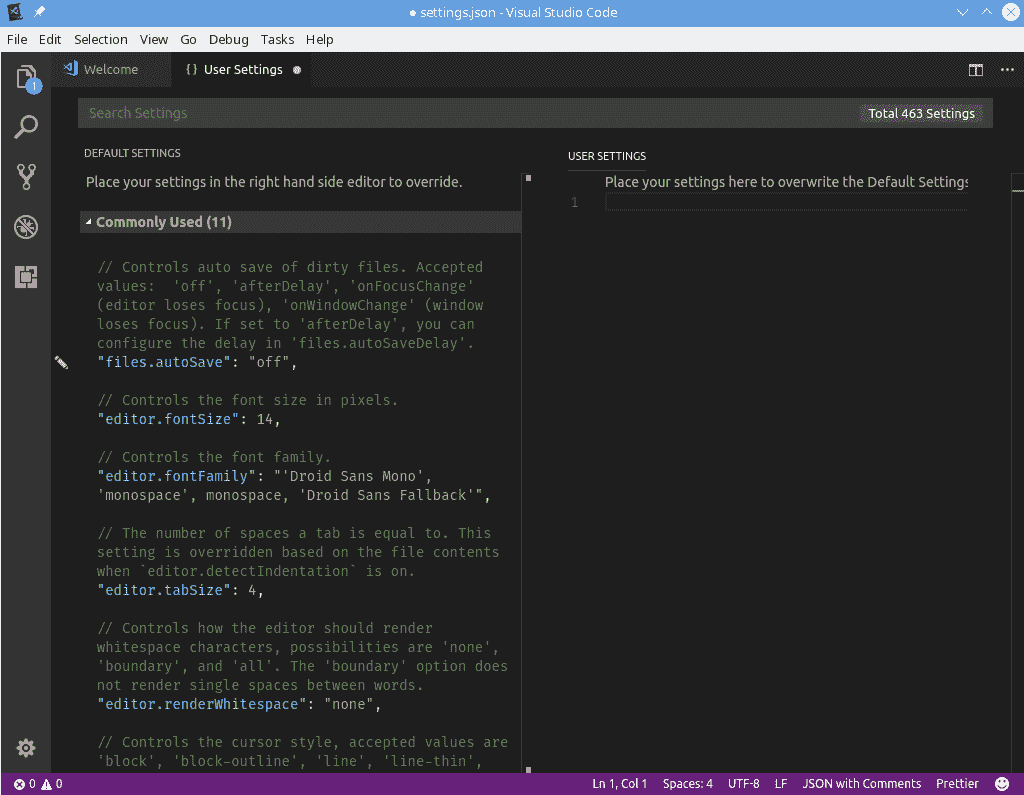 ● settings.json - Visual Studio Code
File Edit Selection View Go Debug Tasks Help
1
Welcome
{ } User Settings ●
Search Settings
Total 463 Settings
DEFAULT SETTINGS
Place your settings in the right hand side editor to override.
Commonly Used (11)
// Controls auto save of dirty files. Accepted
values:  'off', 'afterDelay', 'onFocusChange'
(editor loses focus), 'onWindowChange' (window
loses focus). If set to 'afterDelay', you can
configure the delay in 'files.autoSaveDelay'.
"files.autoSave": "off",
// Controls the font size in pixels.
"editor.fontSize": 14,
// Controls the font family.
"editor.fontFamily": "'Droid Sans Mono',
'monospace', monospace, 'Droid Sans Fallback'",
// The number of spaces a tab is equal to. This
setting is overridden based on the file contents
when `editor.detectIndentation` is on.
"editor.tabSize": 4,
// Controls how the editor should render
whitespace characters, possibilities are 'none',
'boundary', and 'all'. The 'boundary' option does
not render single spaces between words.
"editor.renderWhitespace": "none",
// Controls the cursor style, accepted values are
'block', 'block-outline', 'line', 'line-thin',
USER SETTINGS
Place your settings here to overwrite the Default Settings
1
0 0
Ln 1, Col 1 Spaces: 4 UTF-8 LF JSON with Comments Prettier